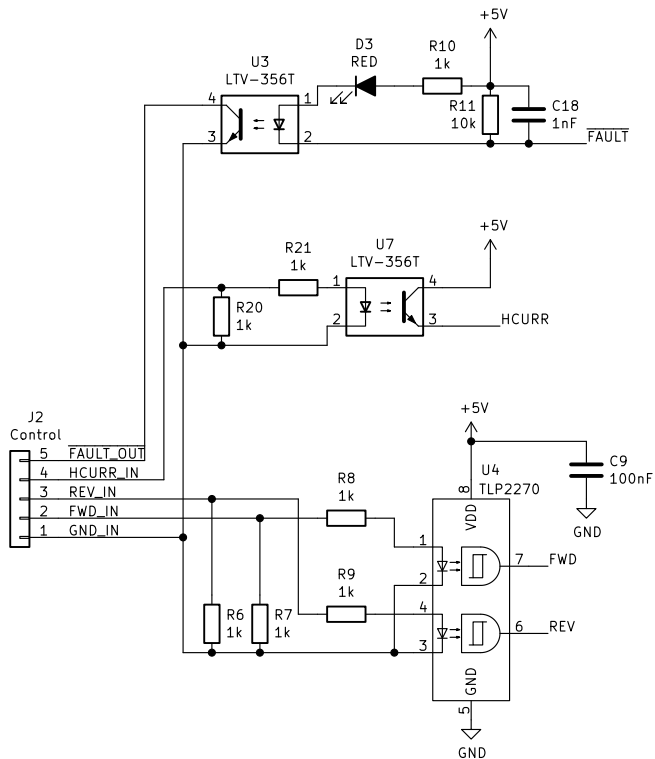 +5V
U3
LTV-356T
D3
RED
R10
1k
4
3
1
2
R11
10k
C18
1nF
FAULT
+5V
R21
1k
U7
LTV-356T
1
2
4
3
R20
1k
HCURR
J2
Control
5 FAULT_OUT
4 HCURR_IN
3 REV_IN
2 FWD_IN
1 GND_IN
+5V
U4
TLP2270
C9
100nF
GND
R8
1k
8
VDD
1
2
7
FWD
R9
1k
4
3
6
REV
R6
1k
R7
1k
GND
5
GND